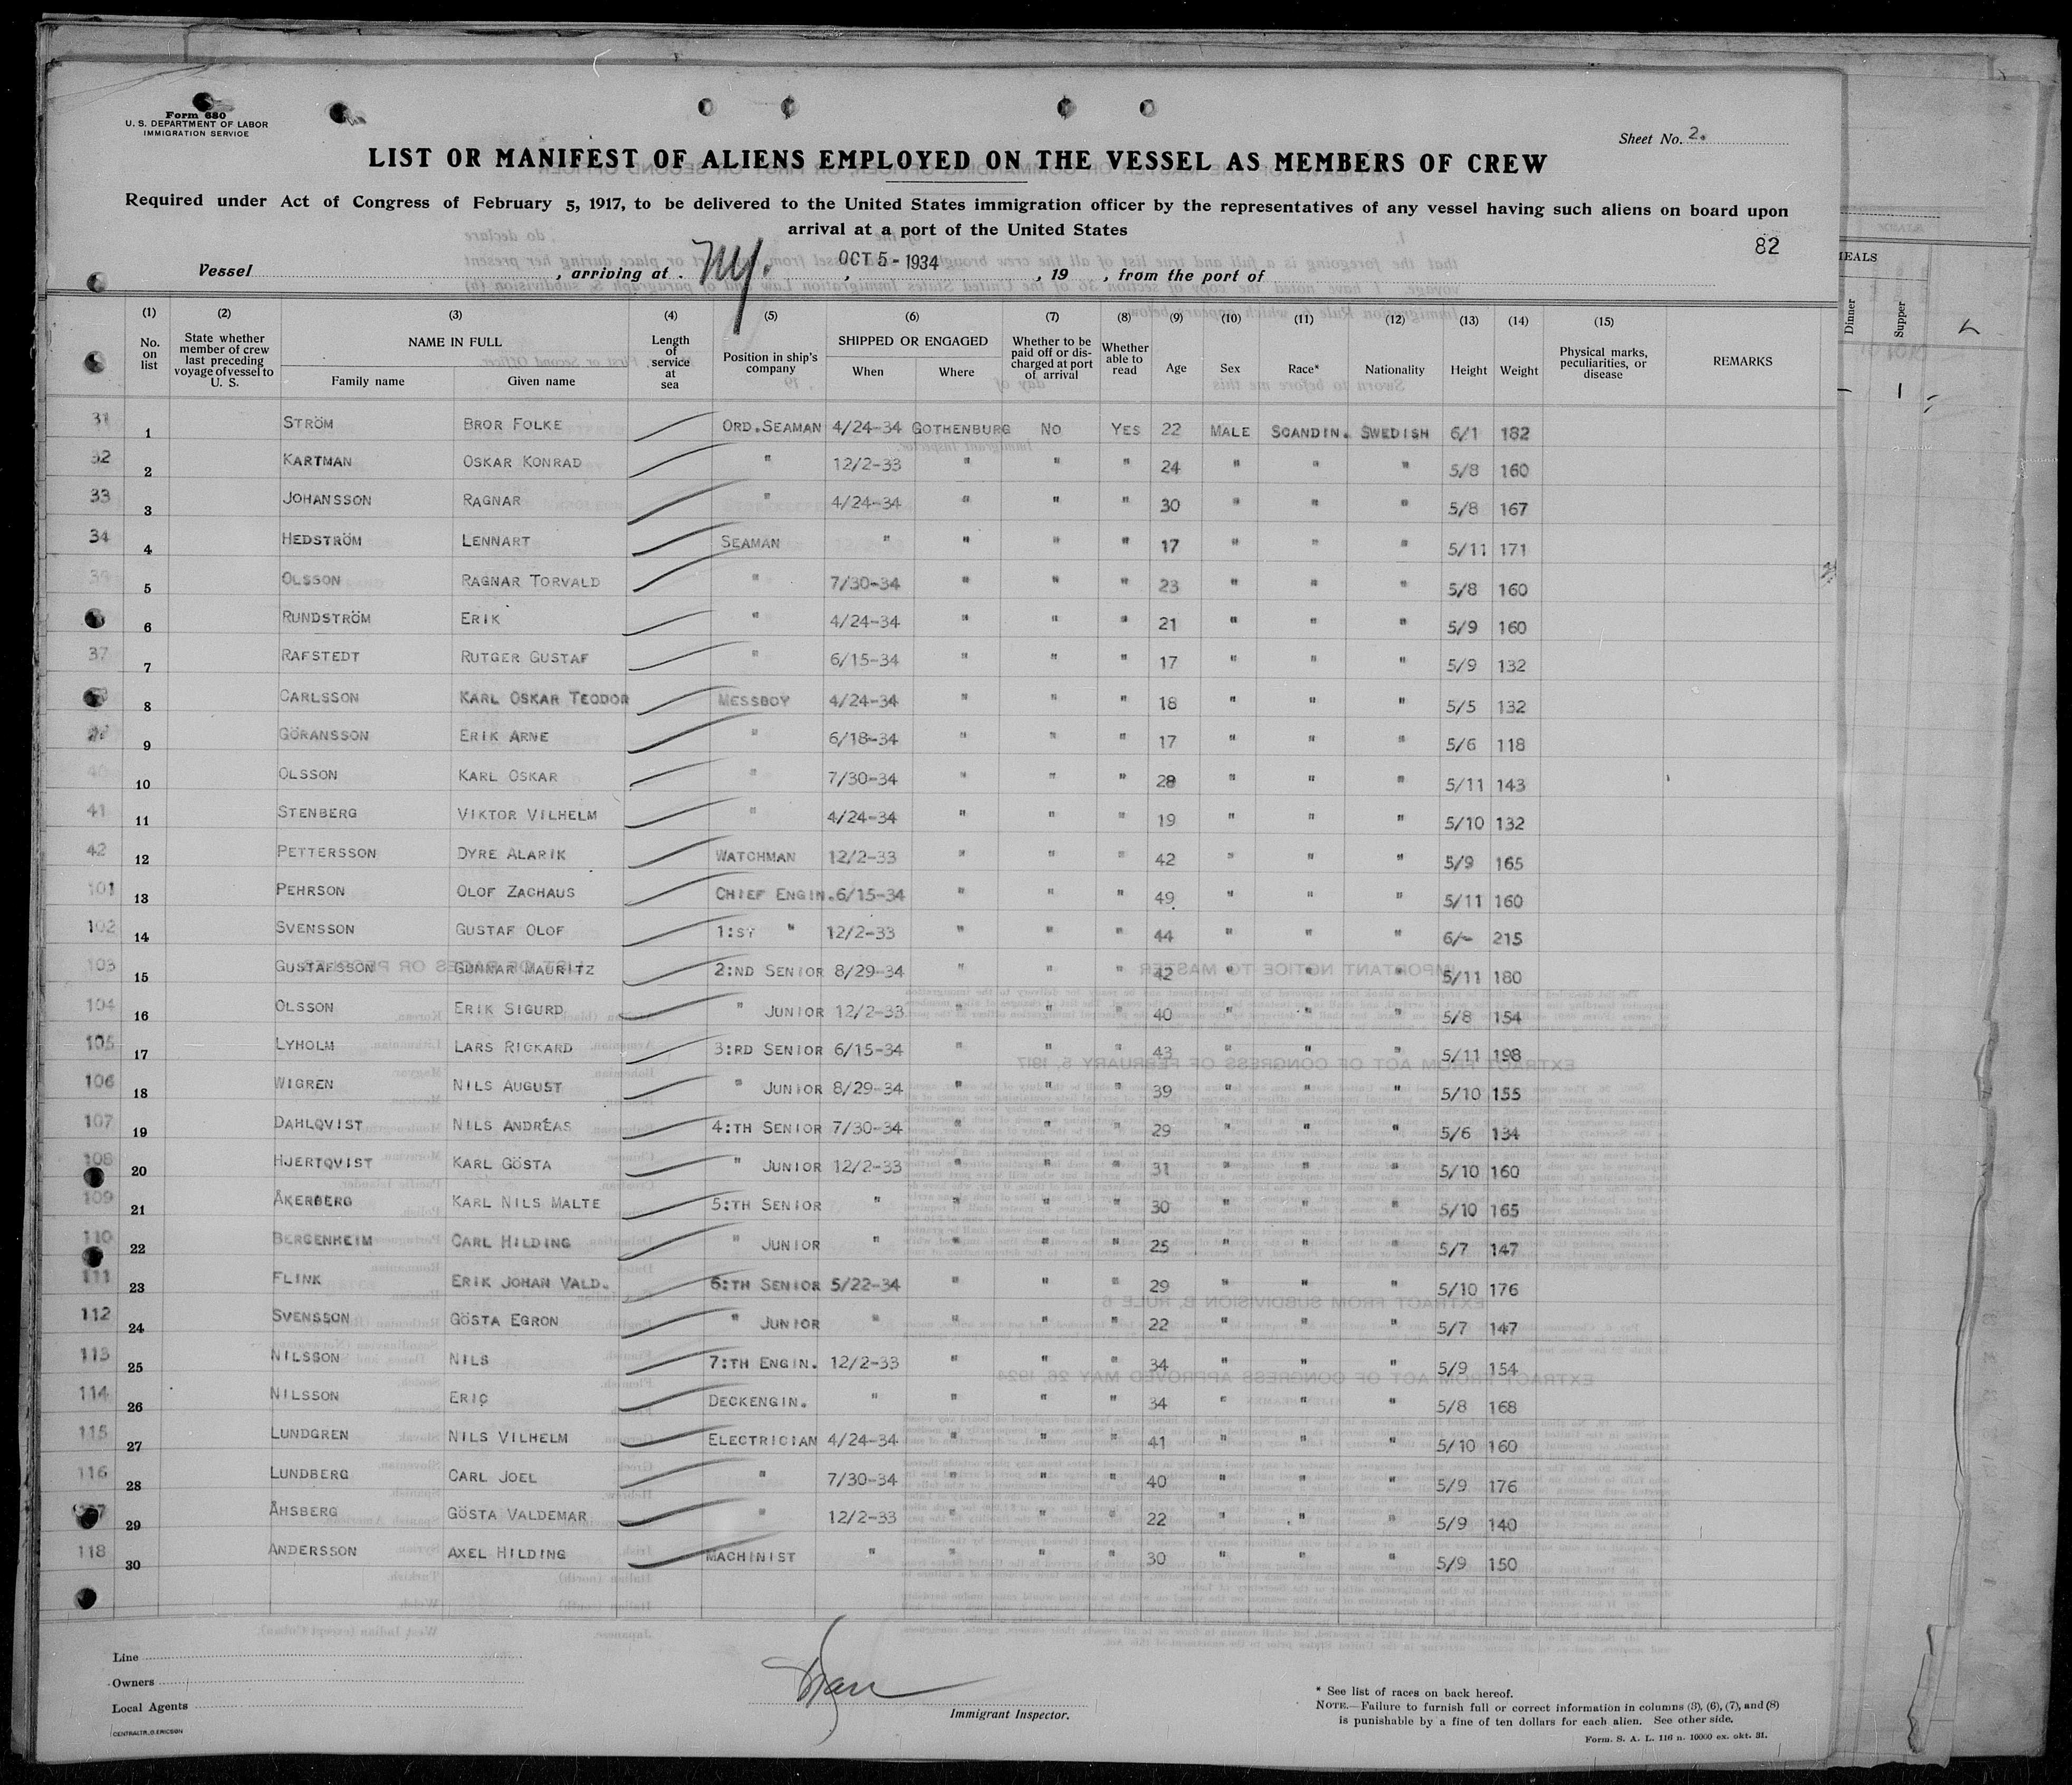 Form 680
U. S. DEPARTMENT OF LABOR
IMMIGRATION SERVICE
Sheet No. 2.
LIST OR MANIFEST OF ALIENS EMPLOYED ON THE VESSEL AS MEMBERS OF CREW
Required under Act of Congress of February 5, 1917, to be delivered to the United States immigration officer by the representatives of any vessel having such aliens on board upon
arrival at a port of the United States
82
Vessel , arriving at NY. , OCT 5 - 1934 , 19 , from the port of
(1) (2) (3) (4) (5) (6) (7) (8) (9) (10) (11) (12) (13) (14) (15)
No. on list State whether member of crew last preceding voyage of vessel to U. S. NAME IN FULL Family name Given name Length of service at sea Position in ship's company SHIPPED OR ENGAGED When Where Whether to be paid off or discharged at port of arrival Whether able to read Age Sex Race* Nationality Height Weight Physical marks, peculiarities, or disease REMARKS
31 1 STRÖM BROR FOLKE ORD.SEAMAN 4/24-34 GOTHENBURG NO YES 22 MALE SCANDIN. SWEDISH 6/1 182
32 2 KARTMAN OSKAR KONRAD " 12/2-33 " " " 24 " " " 5/8 160
33 3 JOHANSSON RAGNAR " 4/24-34 " " " 30 " " " 5/8 167
34 4 HEDSTRÖM LENNART SEAMAN " " " " 17 " " " 5/11 171
5 OLSSON RAGNAR TORVALD " 7/30-34 " " " 23 " " " 5/8 160
6 RUNDSTRÖM ERIK " 4/24-34 " " " 21 " " " 5/9 160
37 7 RAFSTEDT RUTGER GUSTAF " 6/15-34 " " " 17 " " " 5/9 132
8 CARLSSON KARL OSKAR TEODOR MESSBOY 4/24-34 " " " 18 " " " 5/5 132
9 GÖRANSSON ERIK ARNE " 6/18-34 " " " 17 " " " 5/6 118
40 10 OLSSON KARL OSKAR " 7/30-34 " " " 28 " " " 5/11 143
41 11 STENBERG VIKTOR VILHELM " 4/24-34 " " " 19 " " " 5/10 132
42 12 PETTERSSON DYRE ALARIK WATCHMAN 12/2-33 " " " 42 " " " 5/9 165
101 13 PEHRSON OLOF ZACHAUS CHIEF ENGIN. 6/15-34 " " " 49 " " " 5/11 160
102 14 SVENSSON GUSTAF OLOF 1:ST " 12/2-33 " " " 44 " " " 6/- 215
103 15 GUSTAFSSON GUNNAR MAURITZ 2:ND SENIOR 8/29-34 " " " 42 " " " 5/11 180
104 16 OLSSON ERIK SIGURD " JUNIOR 12/2-33 " " " 40 " " " 5/8 154
105 17 LYHOLM LARS RICKARD 3:RD SENIOR 6/15-34 " " " 43 " " " 5/11 198
106 18 WIGREN NILS AUGUST " JUNIOR 8/29-34 " " " 39 " " " 5/10 155
107 19 DAHLQVIST NILS ANDRÉAS 4:TH SENIOR 7/30-34 " " " 29 " " " 5/6 134
108 20 HJERTQVIST KARL GÖSTA " JUNIOR 12/2-33 " " " 31 " " " 5/10 160
109 21 ÅKERBERG KARL NILS MALTE 5:TH SENIOR " " " " 30 " " " 5/10 165
110 22 BERGENHEIM CARL HILDING " JUNIOR " " " " 25 " " " 5/7 147
111 23 FLINK ERIK JOHAN VALD. 6:TH SENIOR 5/22-34 " " " 29 " " " 5/10 176
112 24 SVENSSON GÖSTA EGRON " JUNIOR " " " " 22 " " " 5/7 147
113 25 NILSSON NILS 7:TH ENGIN. 12/2-33 " " " 34 " " " 5/9 154
114 26 NILSSON ERIC DECKENGIN. " " " " 34 " " " 5/8 168
115 27 LUNDGREN NILS VILHELM ELECTRICIAN 4/24-34 " " " 41 " " " 5/10 160
116 28 LUNDBERG CARL JOEL " 7/30-34 " " " 40 " " " 5/9 176
29 ÅHSBERG GÖSTA VALDEMAR " 12/2-33 " " " 22 " " " 5/9 140
118 30 ANDERSSON AXEL HILDING MACHINIST " " " " 30 " " " 5/9 150
Line
Owners
Local Agents
CENTRALTR., G. ERICSON
Immigrant Inspector.
* See list of races on back hereof.
NOTE.—Failure to furnish full or correct information in columns (3), (6), (7), and (8)
is punishable by a fine of ten dollars for each alien. See other side.
Form. S. A. L. 116 n. 10000 ex. okt. 31.
MEALS
Dinner
Supper